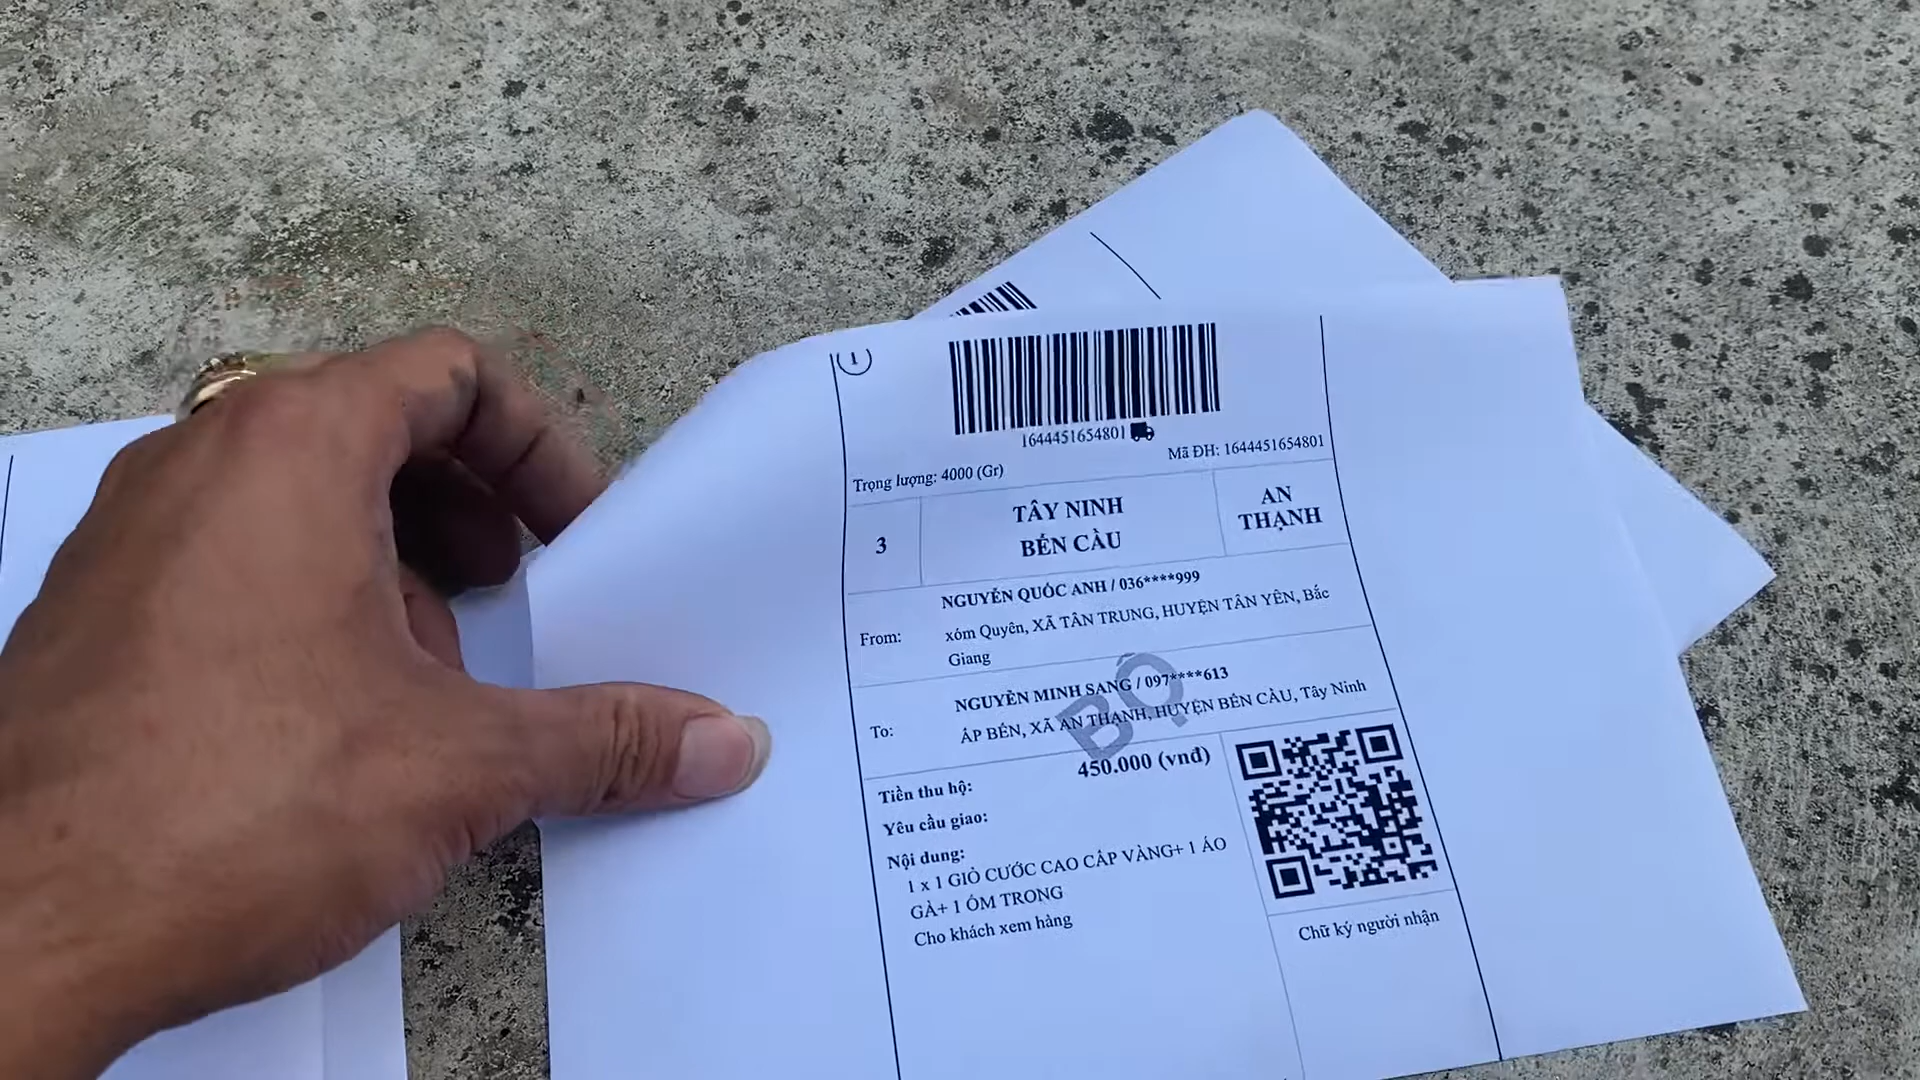 1
1644451654801
Trọng lượng: 4000 (Gr)
Mã ĐH: 1644451654801
3
TÂY NINH
BẾN CẦU
AN
THẠNH
From:
NGUYỄN QUỐC ANH / 036****999
xóm Quyên, XÃ TÂN TRUNG, HUYỆN TÂN YÊN, Bắc
Giang
To:
NGUYỄN MINH SANG / 097****613
ẤP BẾN, XÃ AN THẠNH, HUYỆN BẾN CẦU, Tây Ninh
BỘ
Tiền thu hộ:
450.000 (vnđ)
Yêu cầu giao:
Nội dung:
1 x 1 GIỎ CƯỚC CAO CẤP VÀNG+ 1 ÁO
GÀ+ 1 ÓM TRONG
Cho khách xem hàng
Chữ ký người nhận